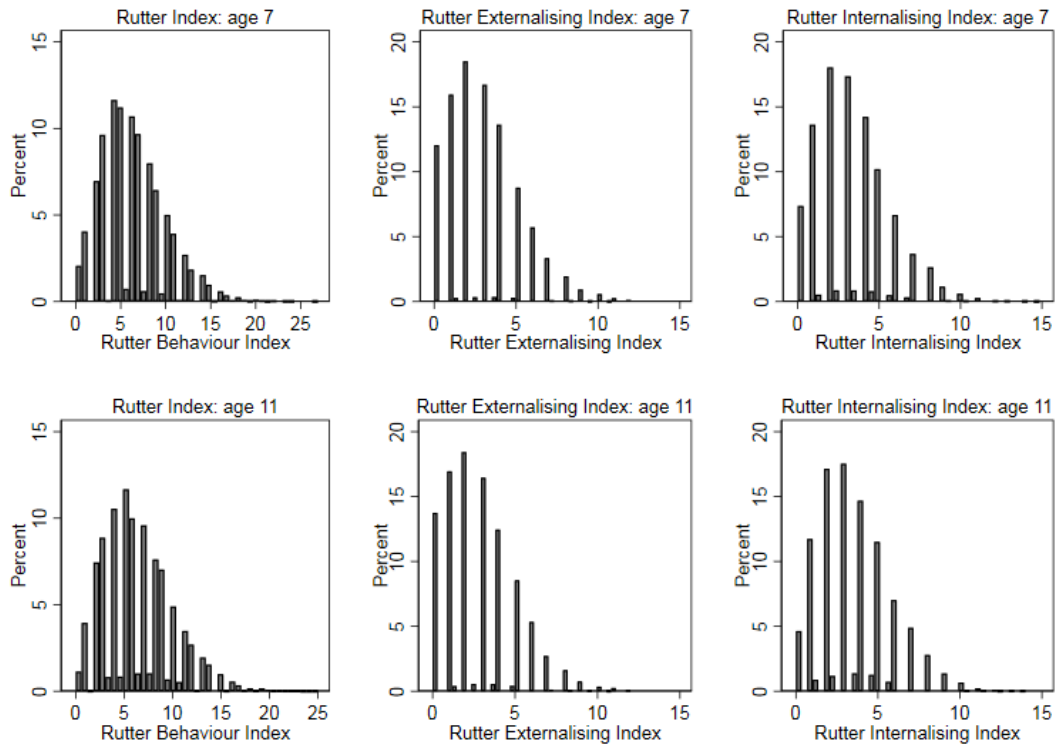 Rutter Index: age 7
Percent
0 5 10 15
0 5 10 15 20 25
Rutter Behaviour Index
Rutter Externalising Index: age 7
Percent
0 5 10 15 20
0 5 10 15
Rutter Externalising Index
Rutter Internalising Index: age 7
Percent
0 5 10 15 20
0 5 10 15
Rutter Internalising Index
Rutter Index: age 11
Percent
0 5 10 15
0 5 10 15 20 25
Rutter Behaviour Index
Rutter Externalising Index: age 11
Percent
0 5 10 15 20
0 5 10 15
Rutter Externalising Index
Rutter Internalising Index: age 11
Percent
0 5 10 15 20
0 5 10 15
Rutter Internalising Index